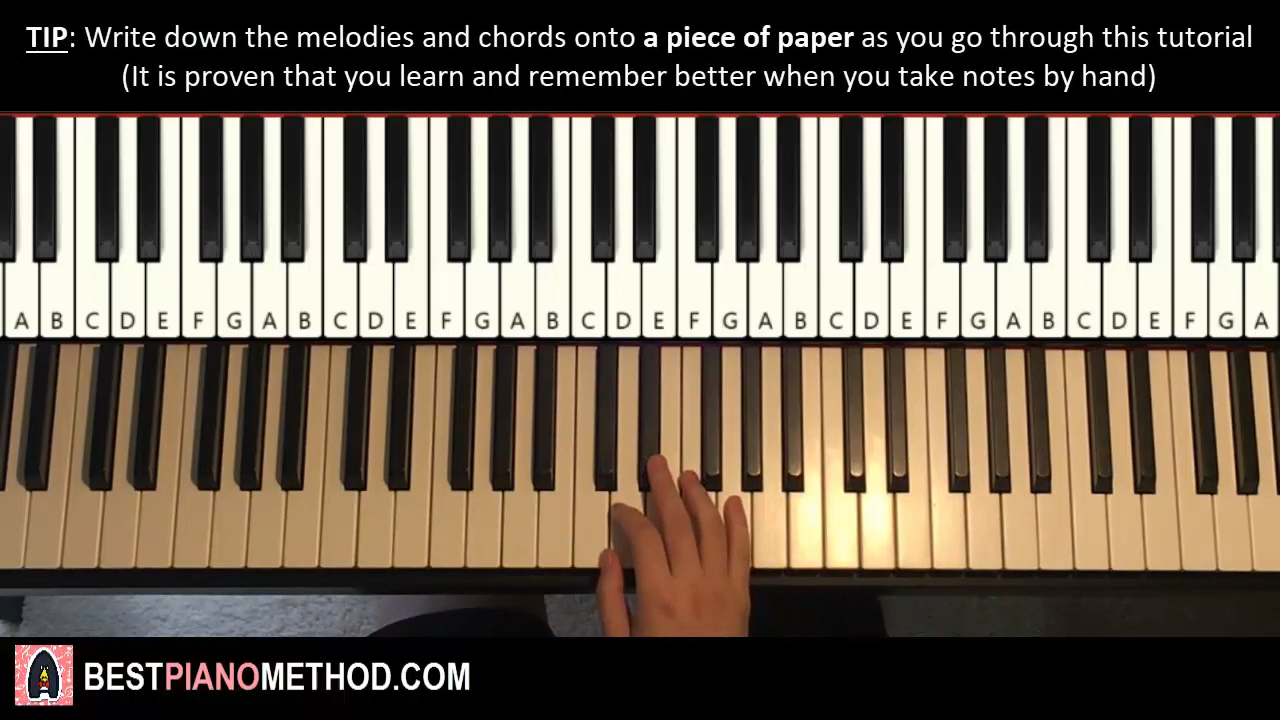 TIP: Write down the melodies and chords onto a piece of paper as you go through this tutorial
(It is proven that you learn and remember better when you take notes by hand)
A B C D E F G A B C D E F G A B C D E F G A B C D E F G A B C D E F G A
BESTPIANOMETHOD.COM